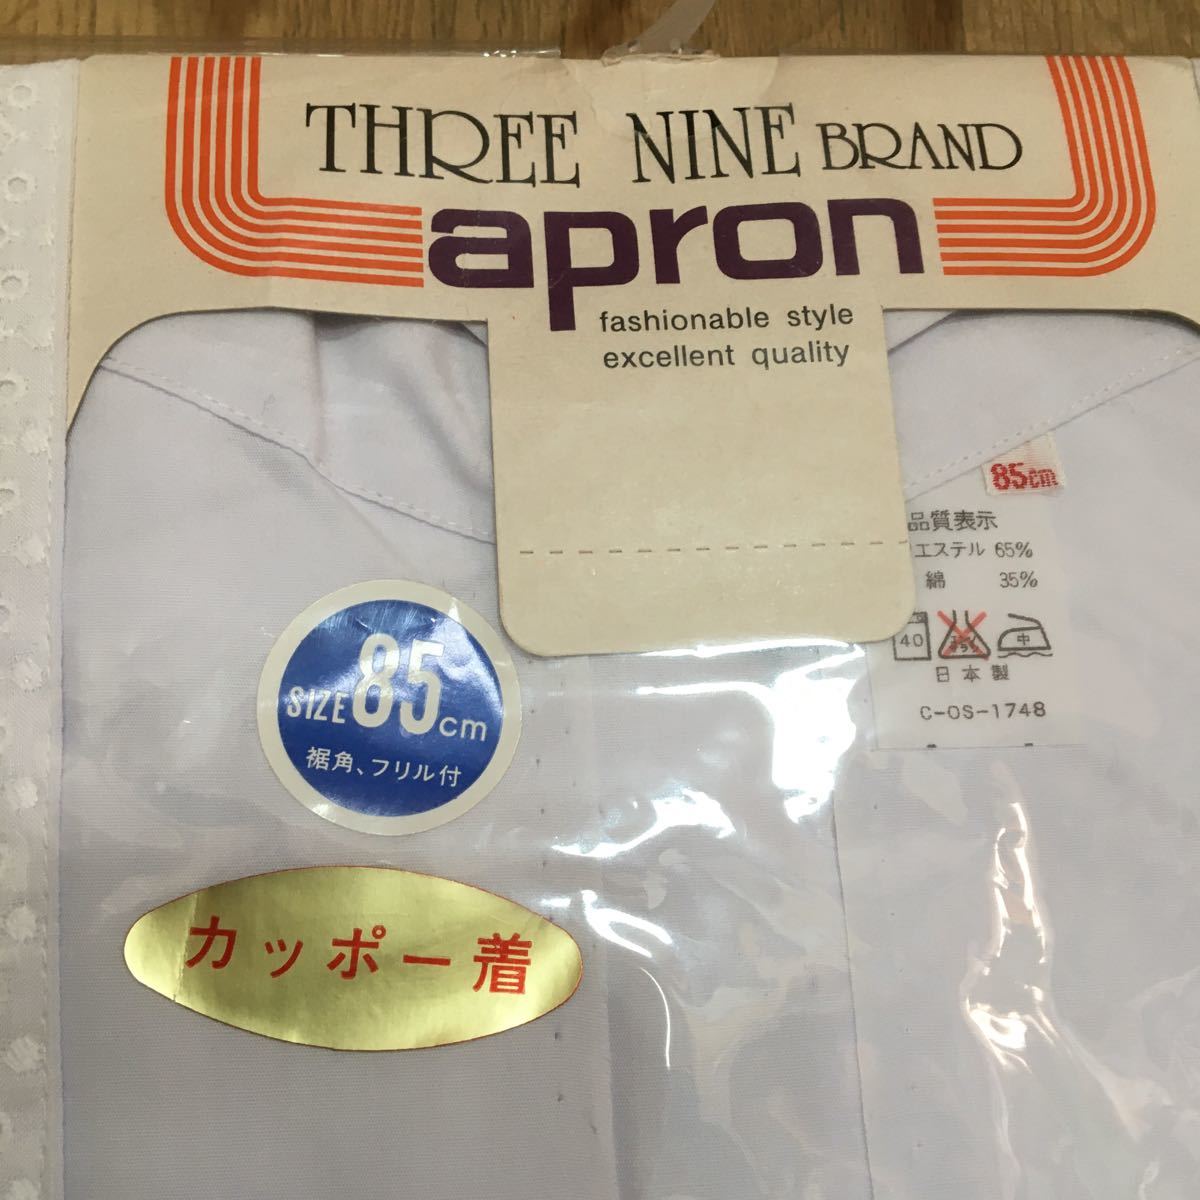 THREE NINE BRAND
apron
fashionable style
excellent quality
85cm
品質表示
エステル 65%
綿 35%
40
中
日本製
C-OS-1748
SIZE 85cm
裾角、フリル付
カッポー着